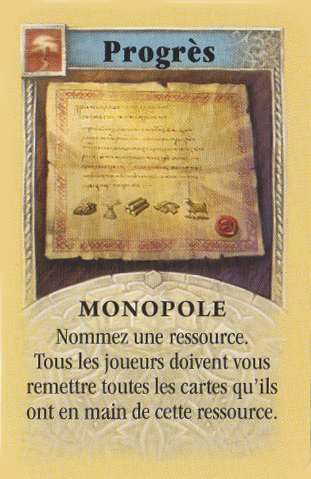 Progrès
MONOPOLE
Nommez une ressource.
Tous les joueurs doivent vous
remettre toutes les cartes qu'ils
ont en main de cette ressource.